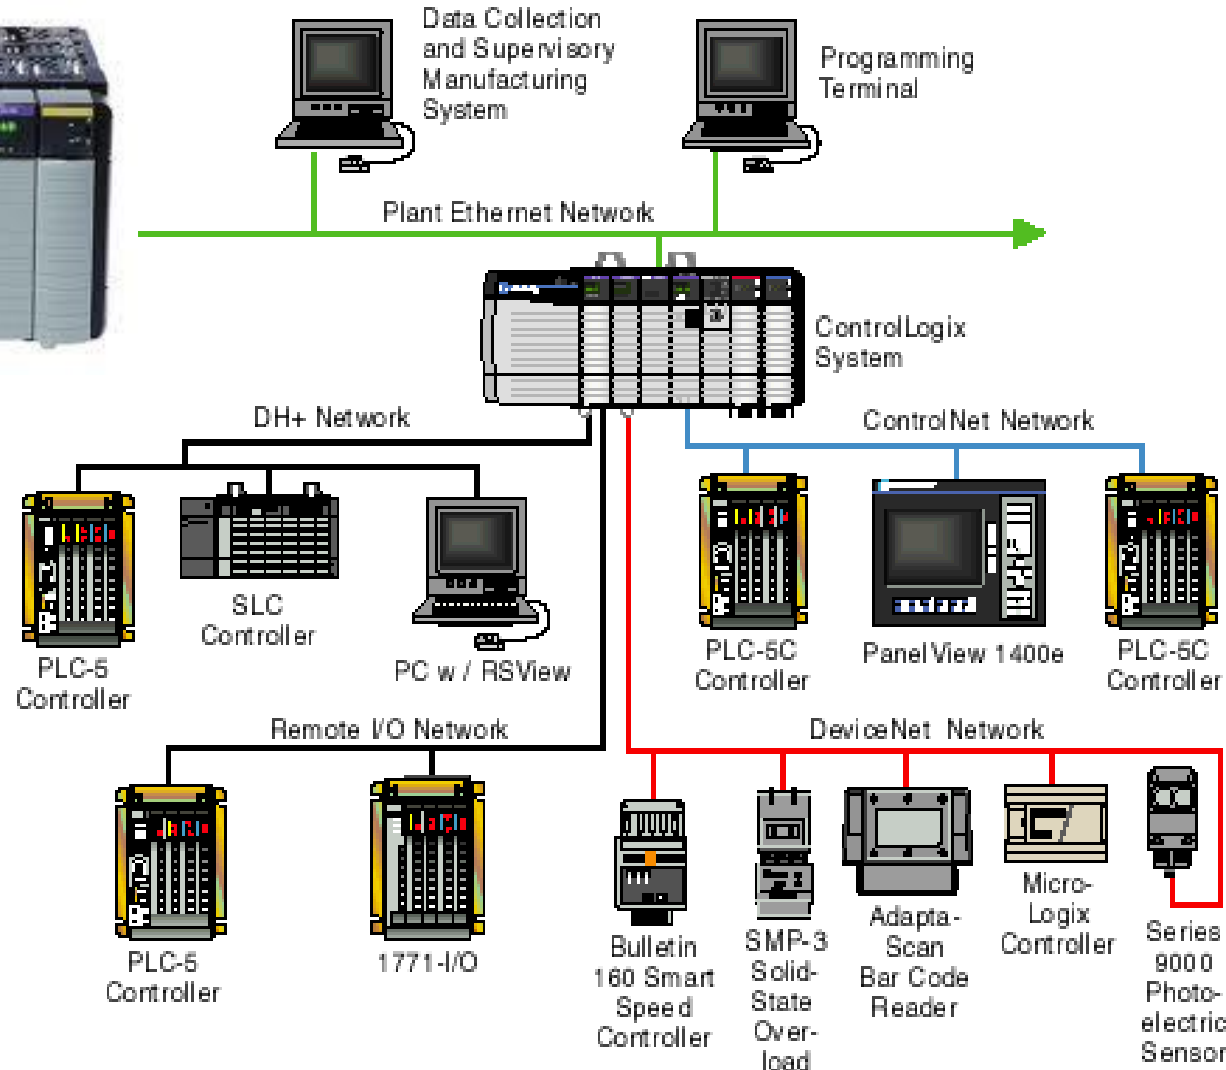 Data Collection
and Supervisory
Manufacturing
System
Programming
Terminal
Plant Ethernet Network
ControlLogix
System
DH+ Network
ControlNet Network
SLC
Controller
PLC-5
Controller
PC w / RSView
PLC-5C
Controller
PanelView 1400e
PLC-5C
Controller
Remote I/O Network
DeviceNet Network
PLC-5
Controller
1771-I/O
Bulletin
160 Smart
Speed
Controller
SMP-3
Solid-
State
Over-
load
Adapta-
Scan
Bar Code
Reader
Micro-
Logix
Controller
Series
9000
Photo-
electric
Sensor